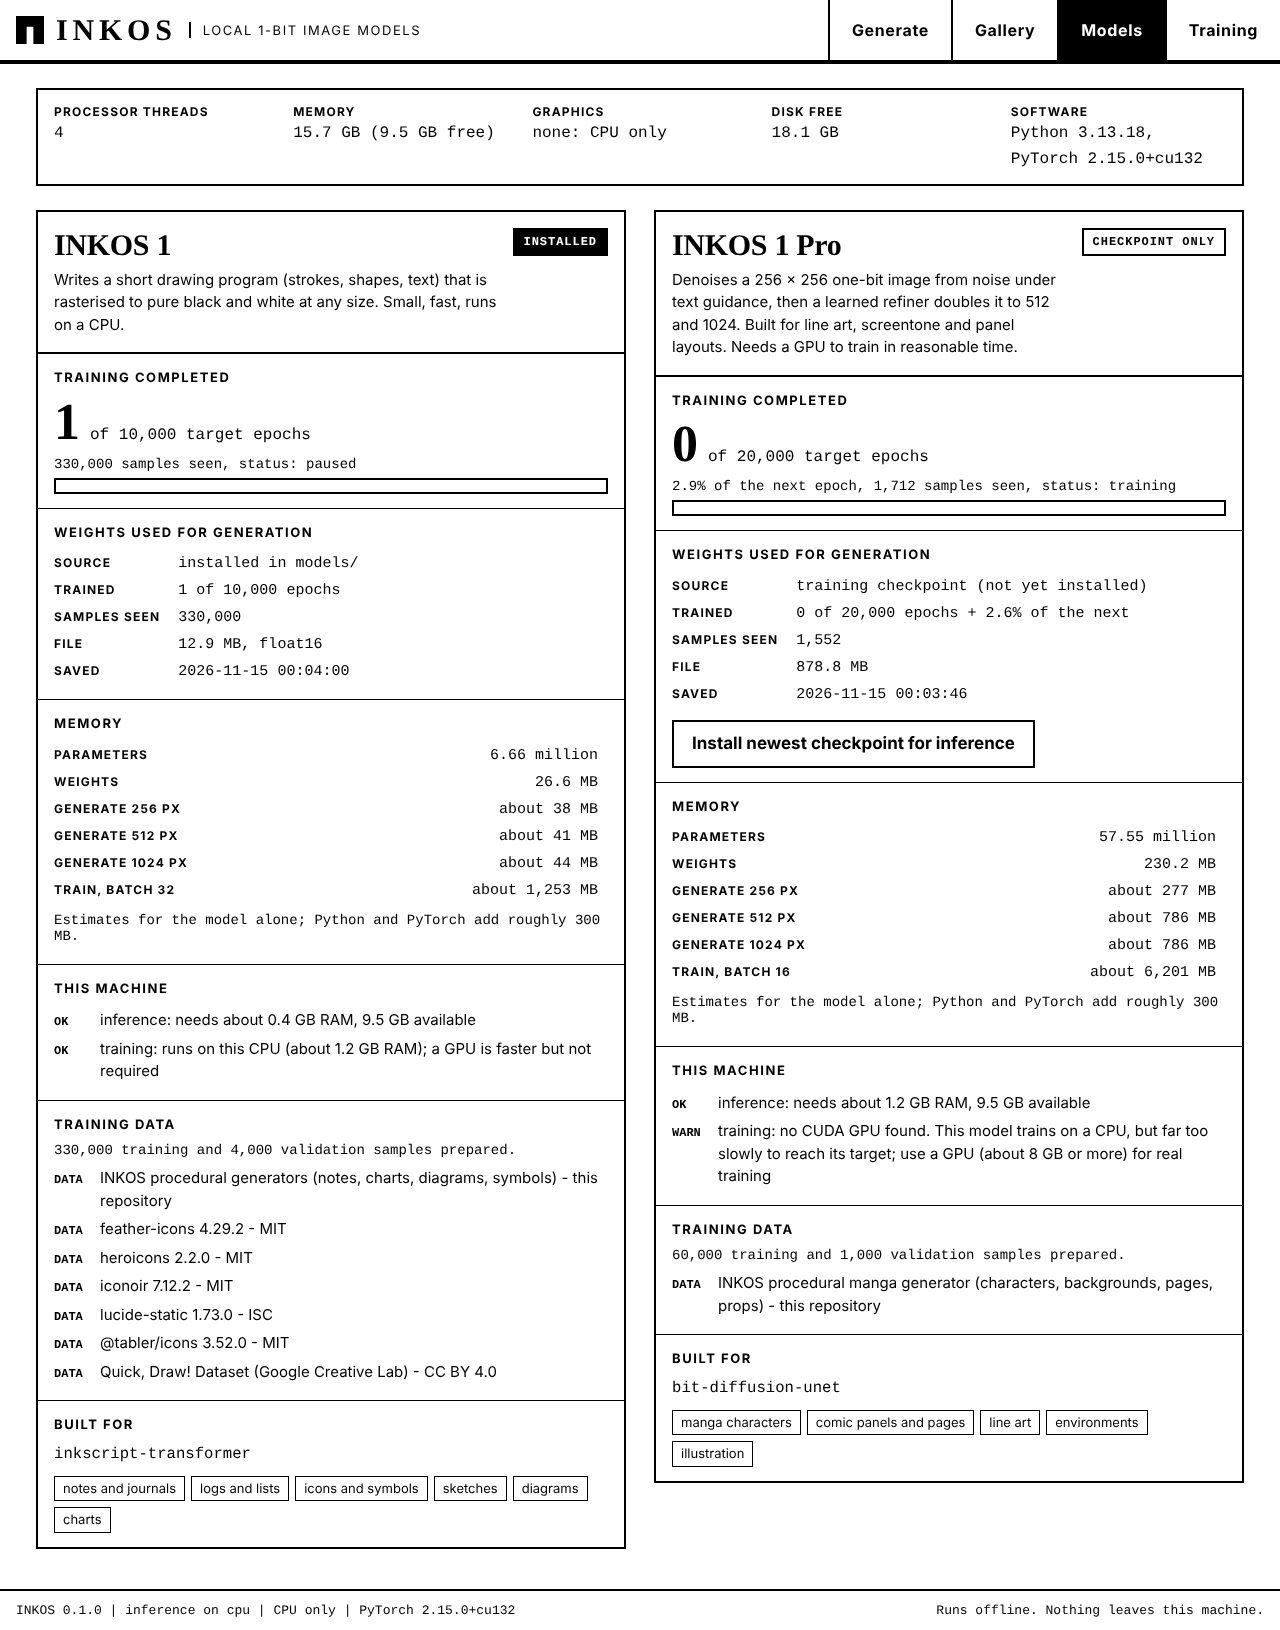 INKOS
LOCAL 1-BIT IMAGE MODELS
Generate
Gallery
Models
Training
PROCESSOR THREADS
4
MEMORY
15.7 GB (9.5 GB free)
GRAPHICS
none: CPU only
DISK FREE
18.1 GB
SOFTWARE
Python 3.13.18,
PyTorch 2.15.0+cu132
INKOS 1
INSTALLED
Writes a short drawing program (strokes, shapes, text) that is
rasterised to pure black and white at any size. Small, fast, runs
on a CPU.
TRAINING COMPLETED
1 of 10,000 target epochs
330,000 samples seen, status: paused
WEIGHTS USED FOR GENERATION
SOURCE installed in models/
TRAINED 1 of 10,000 epochs
SAMPLES SEEN 330,000
FILE 12.9 MB, float16
SAVED 2026-11-15 00:04:00
MEMORY
PARAMETERS 6.66 million
WEIGHTS 26.6 MB
GENERATE 256 PX about 38 MB
GENERATE 512 PX about 41 MB
GENERATE 1024 PX about 44 MB
TRAIN, BATCH 32 about 1,253 MB
Estimates for the model alone; Python and PyTorch add roughly 300
MB.
THIS MACHINE
OK inference: needs about 0.4 GB RAM, 9.5 GB available
OK training: runs on this CPU (about 1.2 GB RAM); a GPU is faster but not
required
TRAINING DATA
330,000 training and 4,000 validation samples prepared.
DATA INKOS procedural generators (notes, charts, diagrams, symbols) - this
repository
DATA feather-icons 4.29.2 - MIT
DATA heroicons 2.2.0 - MIT
DATA iconoir 7.12.2 - MIT
DATA lucide-static 1.73.0 - ISC
DATA @tabler/icons 3.52.0 - MIT
DATA Quick, Draw! Dataset (Google Creative Lab) - CC BY 4.0
BUILT FOR
inkscript-transformer
notes and journals
logs and lists
icons and symbols
sketches
diagrams
charts
INKOS 1 Pro
CHECKPOINT ONLY
Denoises a 256 × 256 one-bit image from noise under
text guidance, then a learned refiner doubles it to 512
and 1024. Built for line art, screentone and panel
layouts. Needs a GPU to train in reasonable time.
TRAINING COMPLETED
0 of 20,000 target epochs
2.9% of the next epoch, 1,712 samples seen, status: training
WEIGHTS USED FOR GENERATION
SOURCE training checkpoint (not yet installed)
TRAINED 0 of 20,000 epochs + 2.6% of the next
SAMPLES SEEN 1,552
FILE 878.8 MB
SAVED 2026-11-15 00:03:46
Install newest checkpoint for inference
MEMORY
PARAMETERS 57.55 million
WEIGHTS 230.2 MB
GENERATE 256 PX about 277 MB
GENERATE 512 PX about 786 MB
GENERATE 1024 PX about 786 MB
TRAIN, BATCH 16 about 6,201 MB
Estimates for the model alone; Python and PyTorch add roughly 300
MB.
THIS MACHINE
OK inference: needs about 1.2 GB RAM, 9.5 GB available
WARN training: no CUDA GPU found. This model trains on a CPU, but far too
slowly to reach its target; use a GPU (about 8 GB or more) for real
training
TRAINING DATA
60,000 training and 1,000 validation samples prepared.
DATA INKOS procedural manga generator (characters, backgrounds, pages,
props) - this repository
BUILT FOR
bit-diffusion-unet
manga characters
comic panels and pages
line art
environments
illustration
INKOS 0.1.0 | inference on cpu | CPU only | PyTorch 2.15.0+cu132
Runs offline. Nothing leaves this machine.